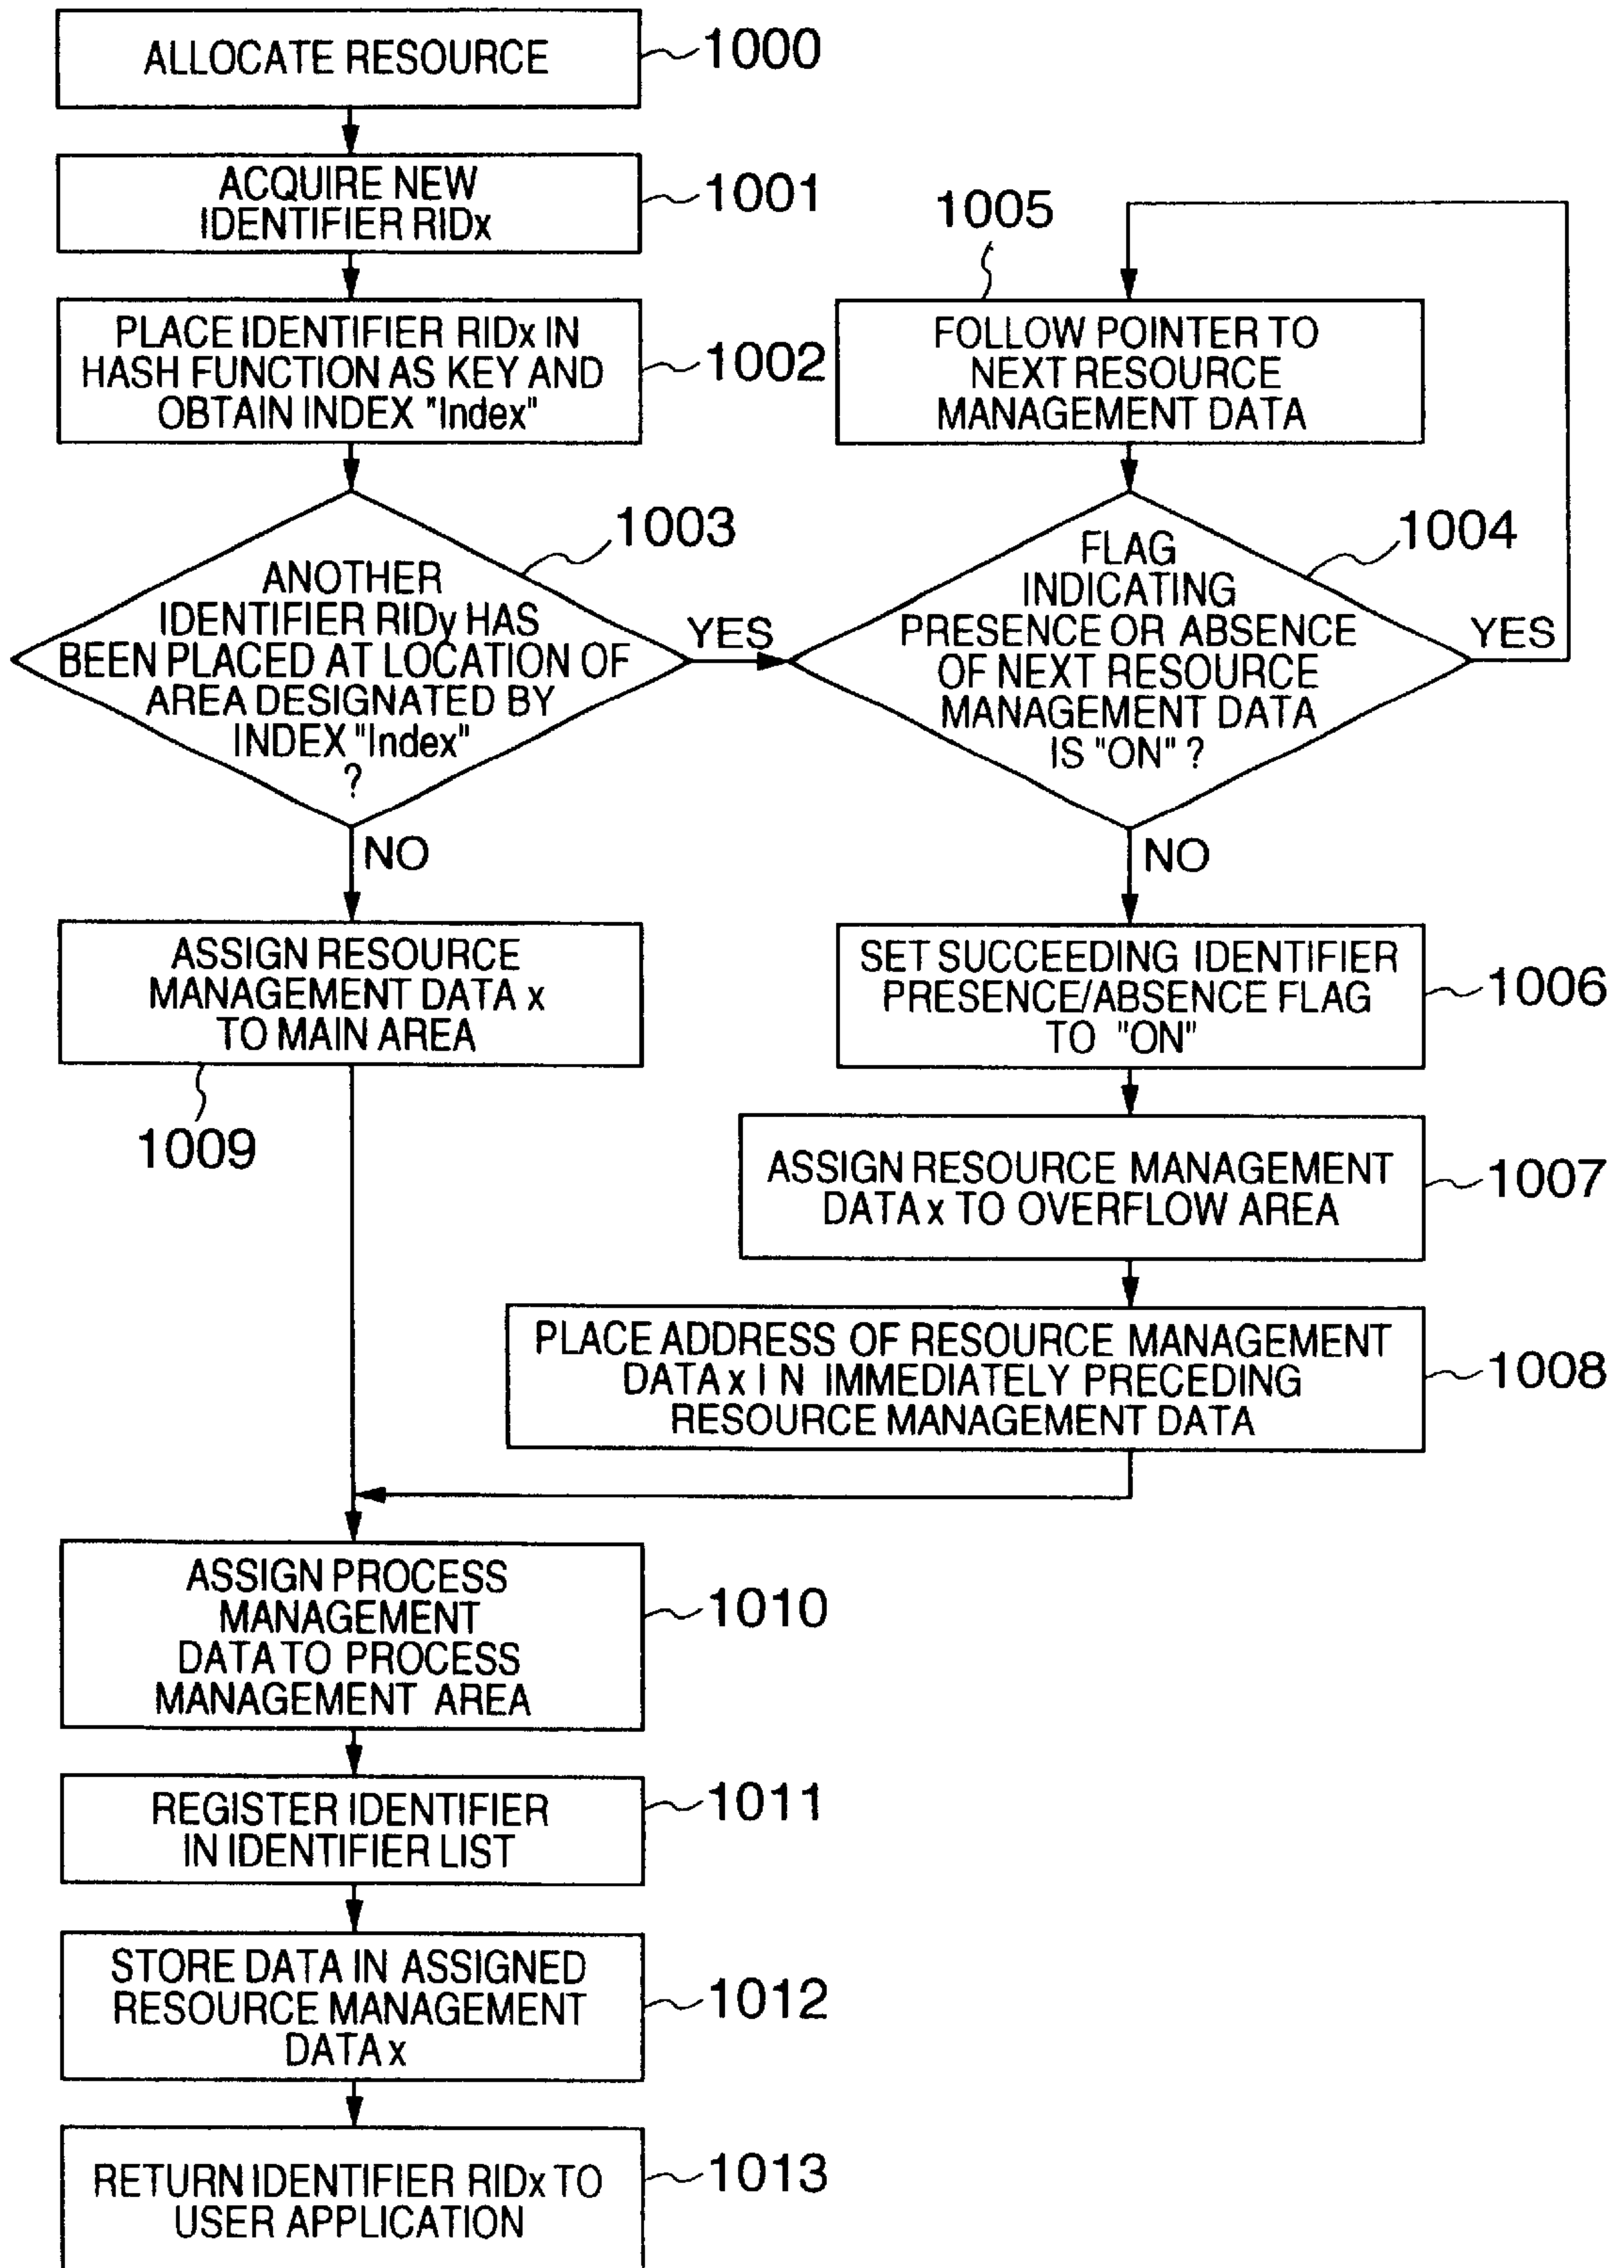 ALLOCATE RESOURCE
1000
ACQUIRE NEW
IDENTIFIER RIDx
1001
PLACE IDENTIFIER RIDx IN
HASH FUNCTION AS KEY AND
OBTAIN INDEX "Index"
1002
1005
FOLLOW POINTER TO
NEXT RESOURCE
MANAGEMENT DATA
1003
ANOTHER
IDENTIFIER RIDy HAS
BEEN PLACED AT LOCATION OF
AREA DESIGNATED BY
INDEX "Index"
?
YES
NO
1004
FLAG
INDICATING
PRESENCE OR ABSENCE
OF NEXT RESOURCE
MANAGEMENT DATA
IS "ON" ?
YES
NO
ASSIGN RESOURCE
MANAGEMENT DATA x
TO MAIN AREA
1009
SET SUCCEEDING IDENTIFIER
PRESENCE/ABSENCE FLAG
TO "ON"
1006
ASSIGN RESOURCE MANAGEMENT
DATA x TO OVERFLOW AREA
1007
PLACE ADDRESS OF RESOURCE MANAGEMENT
DATA x I N IMMEDIATELY PRECEDING
RESOURCE MANAGEMENT DATA
1008
ASSIGN PROCESS
MANAGEMENT
DATA TO PROCESS
MANAGEMENT AREA
1010
REGISTER IDENTIFIER
IN IDENTIFIER LIST
1011
STORE DATA IN ASSIGNED
RESOURCE MANAGEMENT
DATA x
1012
RETURN IDENTIFIER RIDx TO
USER APPLICATION
1013